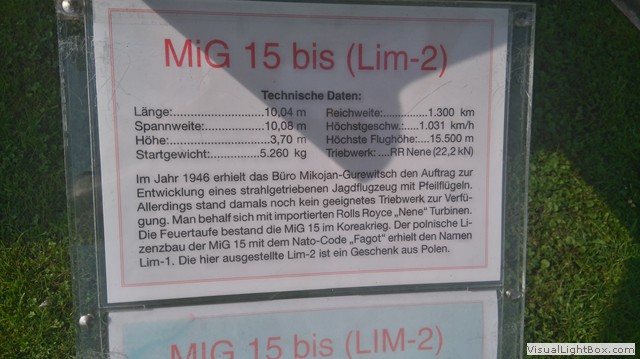 MiG 15 bis (Lim-2)
Technische Daten:
Länge:............................10,04 m Reichweite:...............1.300 km
Spannweite:...................10,08 m Höchstgeschw.:.....1.031 km/h
Höhe:..............................3,70 m Höchste Flughöhe:....15.500 m
Startgewicht:................5.260 kg Triebwerk: ....RR Nene (22,2 kN)
Im Jahr 1946 erhielt das Büro Mikojan-Gurewitsch den Auftrag zur
Entwicklung eines strahlgetriebenen Jagdflugzeug mit Pfeilflügeln.
Allerdings stand damals noch kein geeignetes Triebwerk zur Verfü-
gung. Man behalf sich mit importierten Rolls Royce „Nene“ Turbinen.
Die Feuertaufe bestand die MiG 15 im Koreakrieg. Der polnische Li-
zenzbau der MiG 15 mit dem Nato-Code „Fagot“ erhielt den Namen
Lim-1. Die hier ausgestellte Lim-2 ist ein Geschenk aus Polen.
MIG 15 bis (LIM-2)
VisualLightBox.com